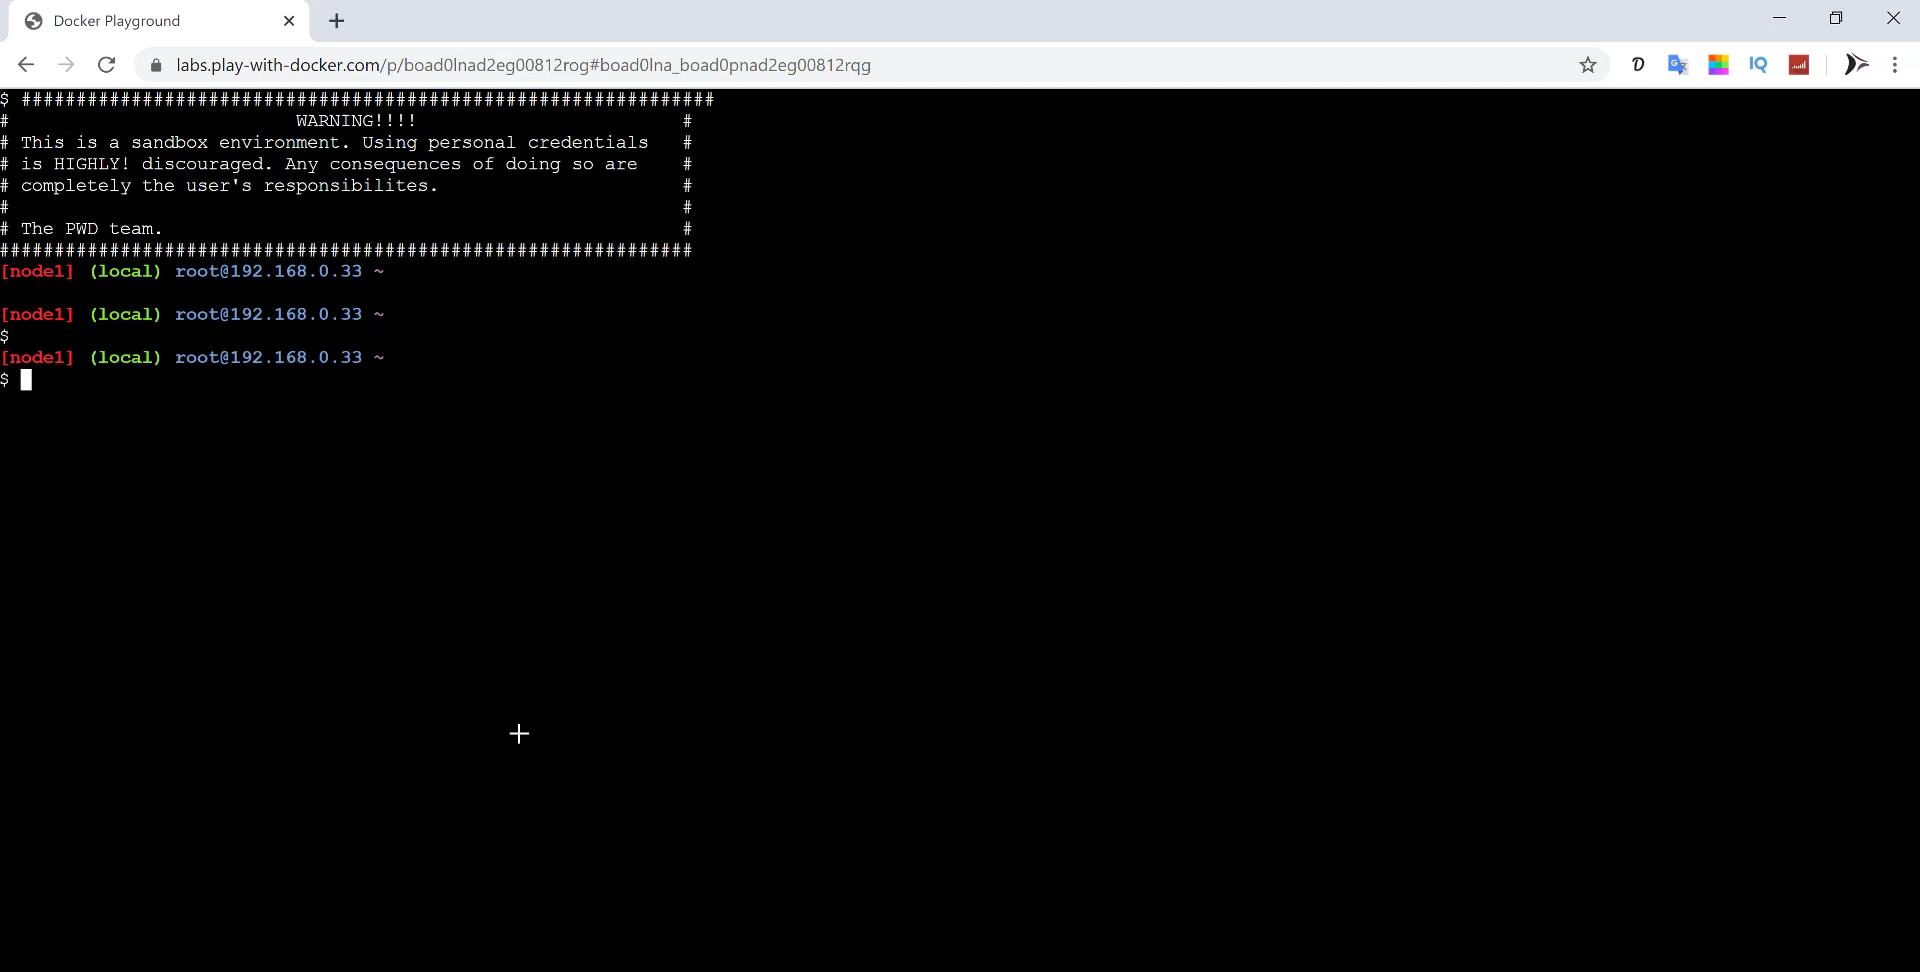 Docker Playground
labs.play-with-docker.com/p/boad0lnad2eg00812rog#boad0lna_boad0pnad2eg00812rqg
$ ###############################################################
# WARNING!!!! #
# This is a sandbox environment. Using personal credentials #
# is HIGHLY! discouraged. Any consequences of doing so are #
# completely the user's responsibilites. #
# #
# The PWD team. #
###############################################################
[node1] (local) root@192.168.0.33 ~
[node1] (local) root@192.168.0.33 ~
$
[node1] (local) root@192.168.0.33 ~
$